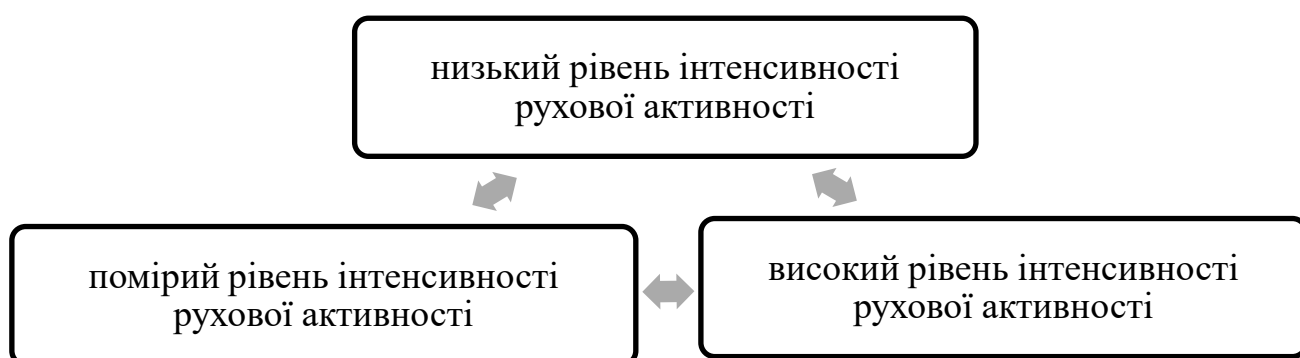 низький рівень інтенсивності
рухової активності
помірий рівень інтенсивності
рухової активності
високий рівень інтенсивності
рухової активності